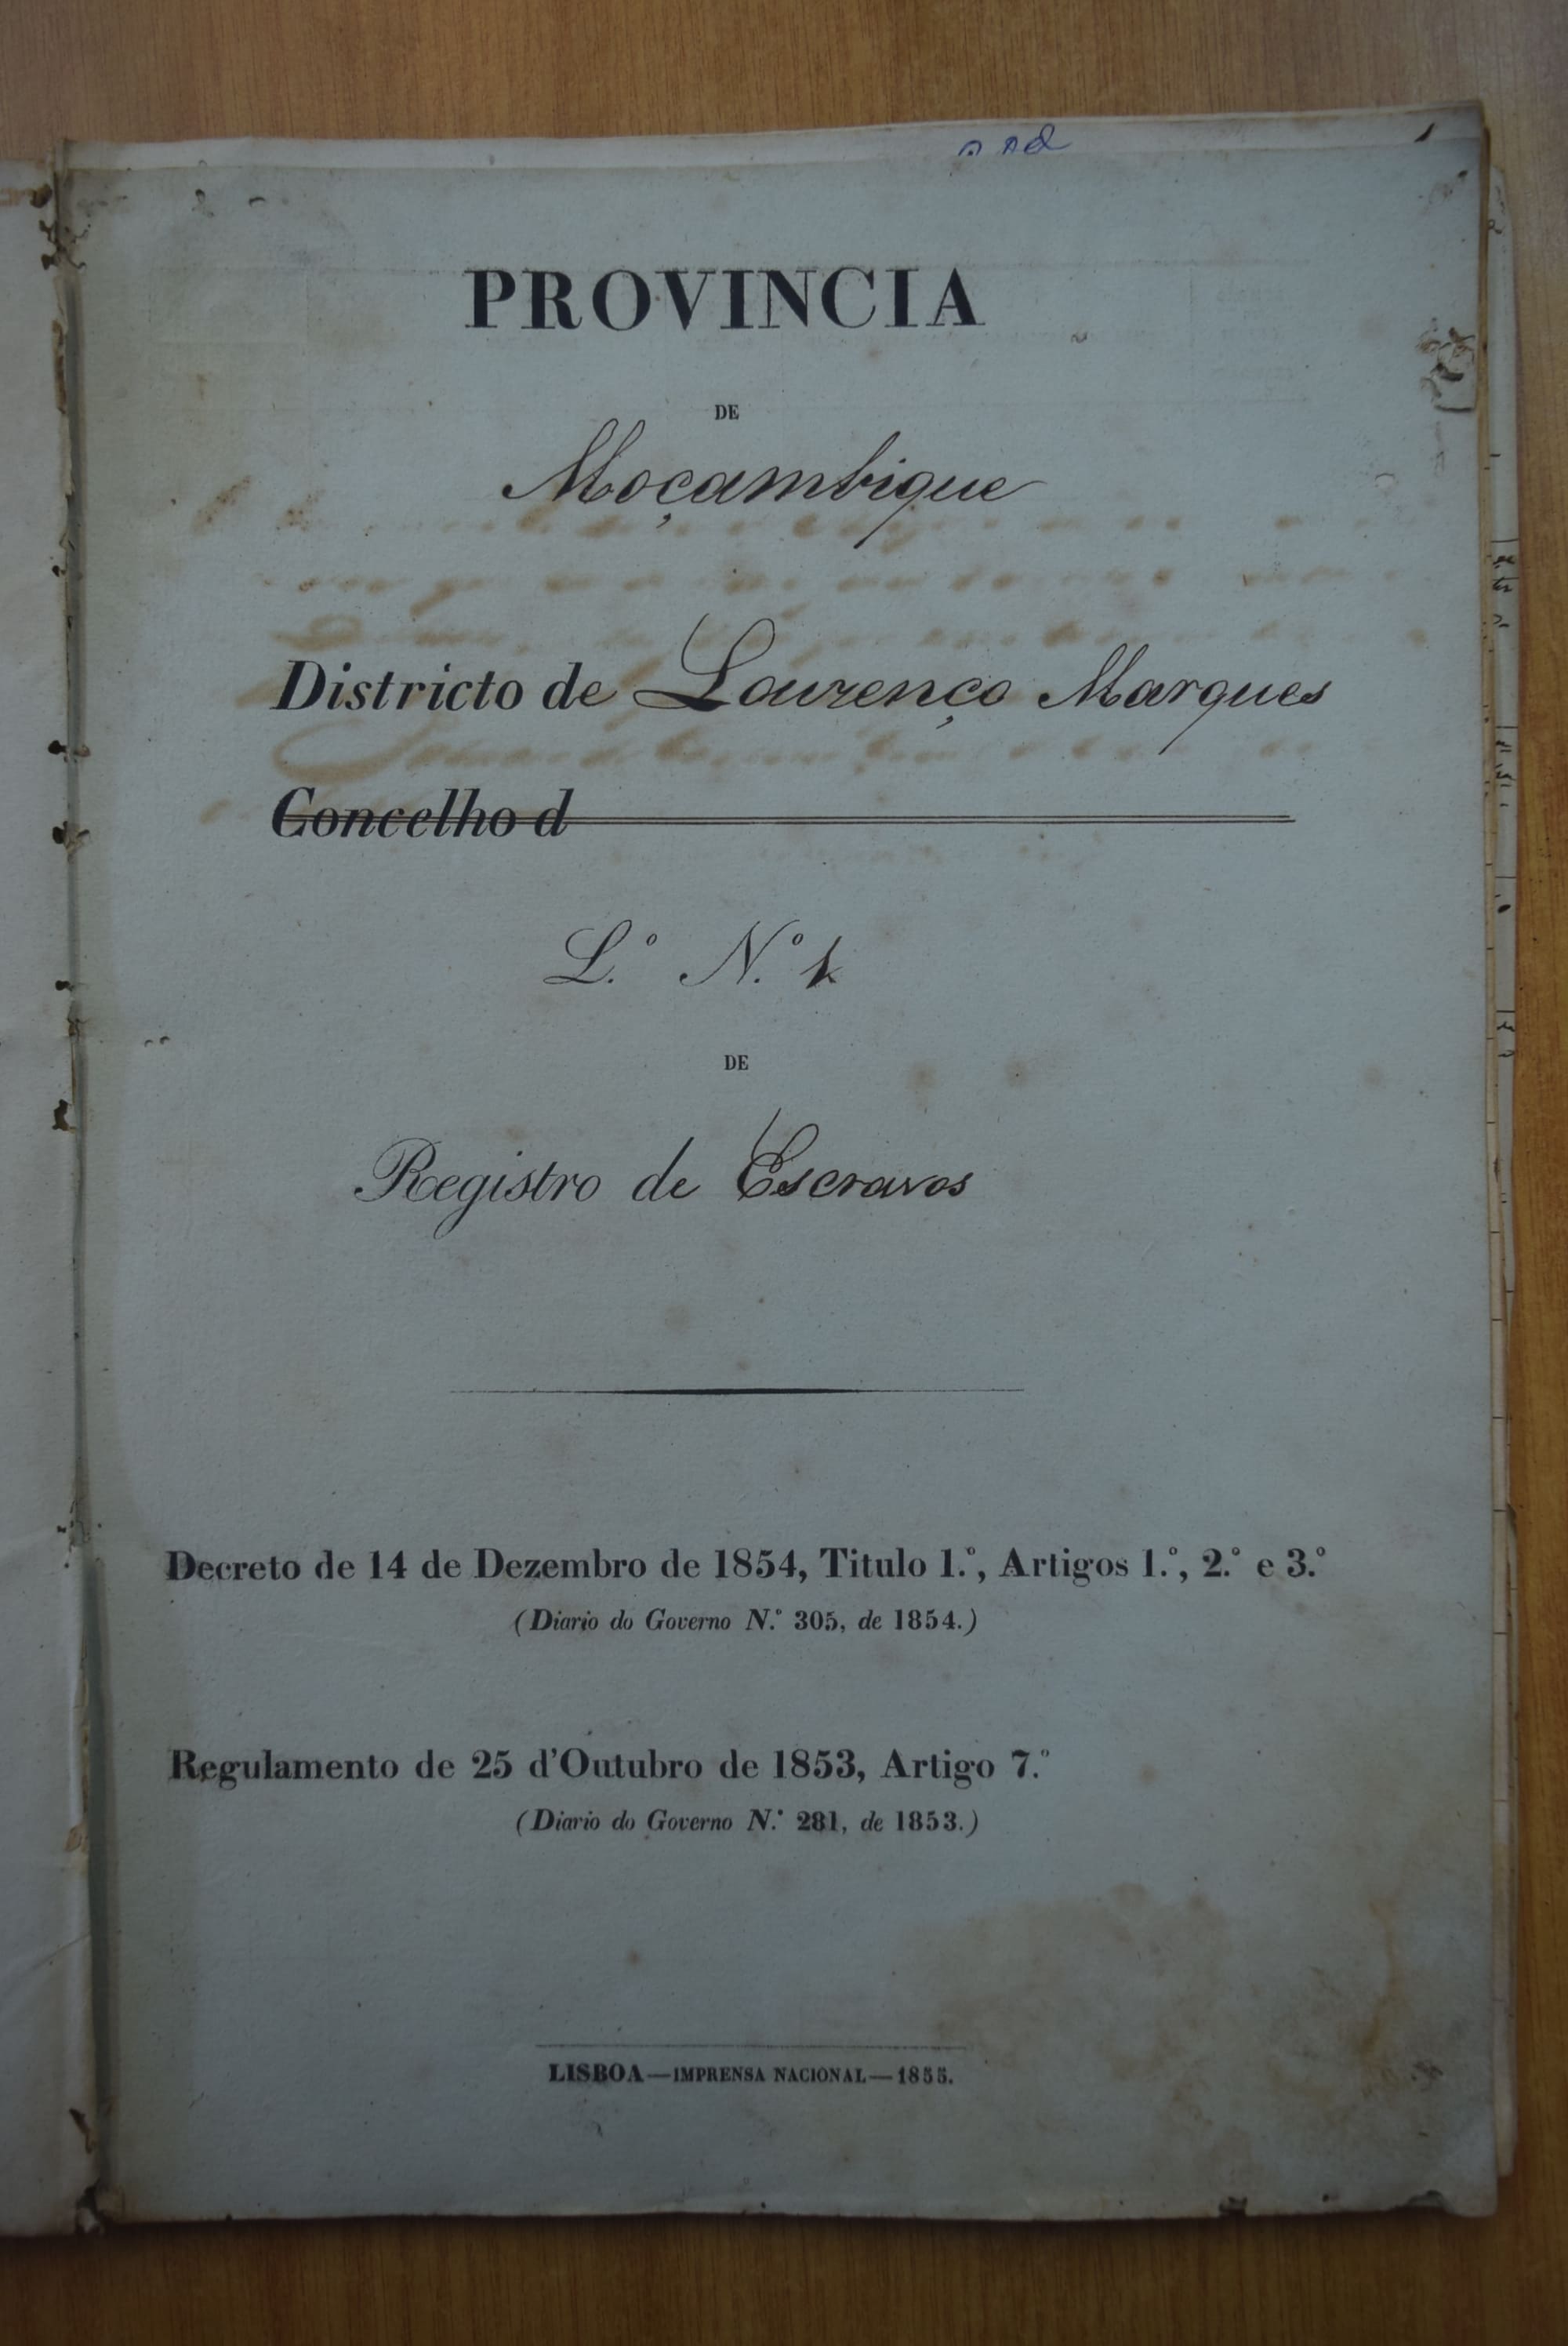 PROVINCIA
DE
Moçambique
Districto de Lourenço Marques
Concelho d
L.º N.º 1
DE
Registro de Escravos
Decreto de 14 de Dezembro de 1854, Titulo 1.º, Artigos 1.º, 2.º e 3.º
(Diario do Governo N.º 305, de 1854.)
Regulamento de 25 d'Outubro de 1853, Artigo 7.º
(Diario do Governo N.º 281, de 1853.)
LISBOA—IMPRENSA NACIONAL—1855.